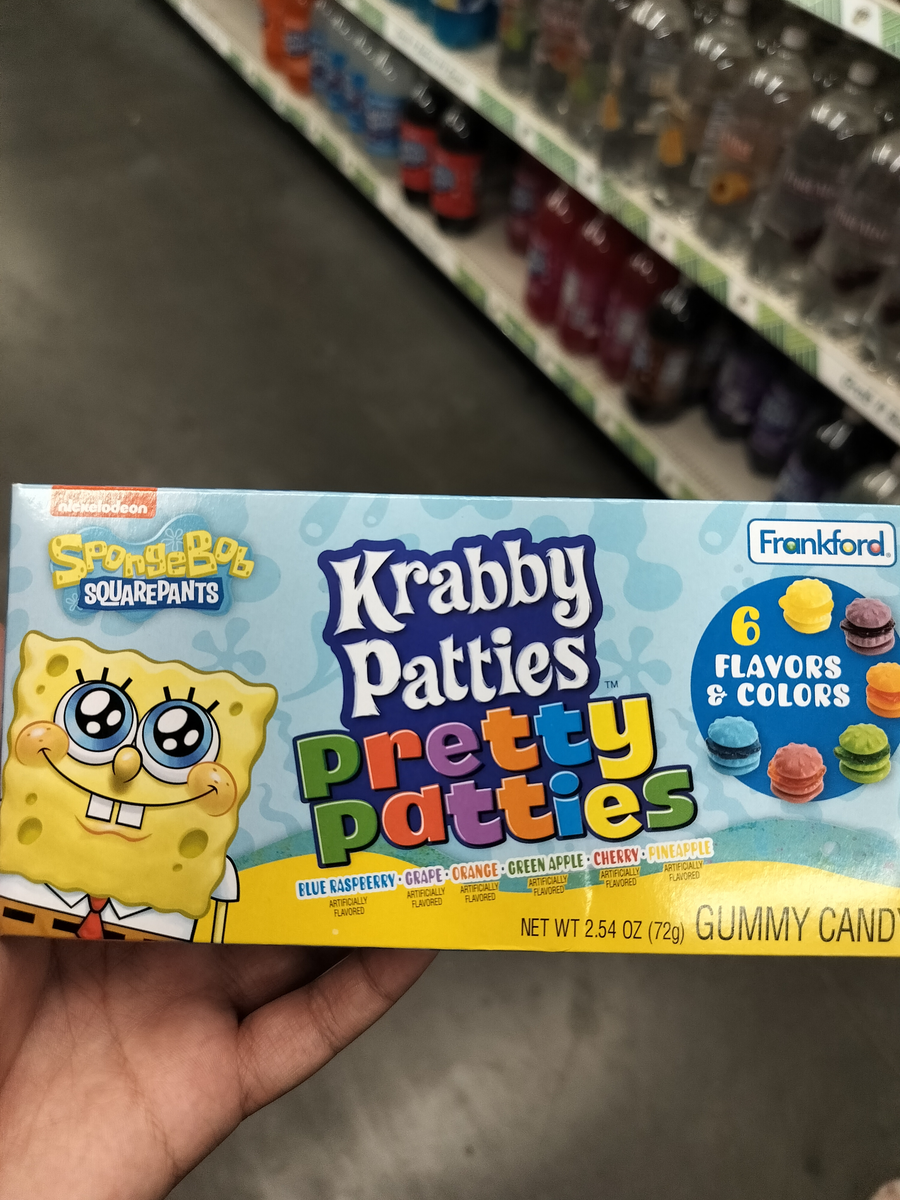 nickelodeon
SpongeBob
SQUAREPANTS
Krabby
Patties
TM
pretty
patties
Frankford
6
FLAVORS
& COLORS
BLUE RASPBERRY · GRAPE · ORANGE · GREEN APPLE · CHERRY · PINEAPPLE
ARTIFICIALLY FLAVORED ARTIFICIALLY FLAVORED ARTIFICIALLY FLAVORED ARTIFICIALLY FLAVORED ARTIFICIALLY FLAVORED ARTIFICIALLY FLAVORED
NET WT 2.54 OZ (72g) GUMMY CANDY